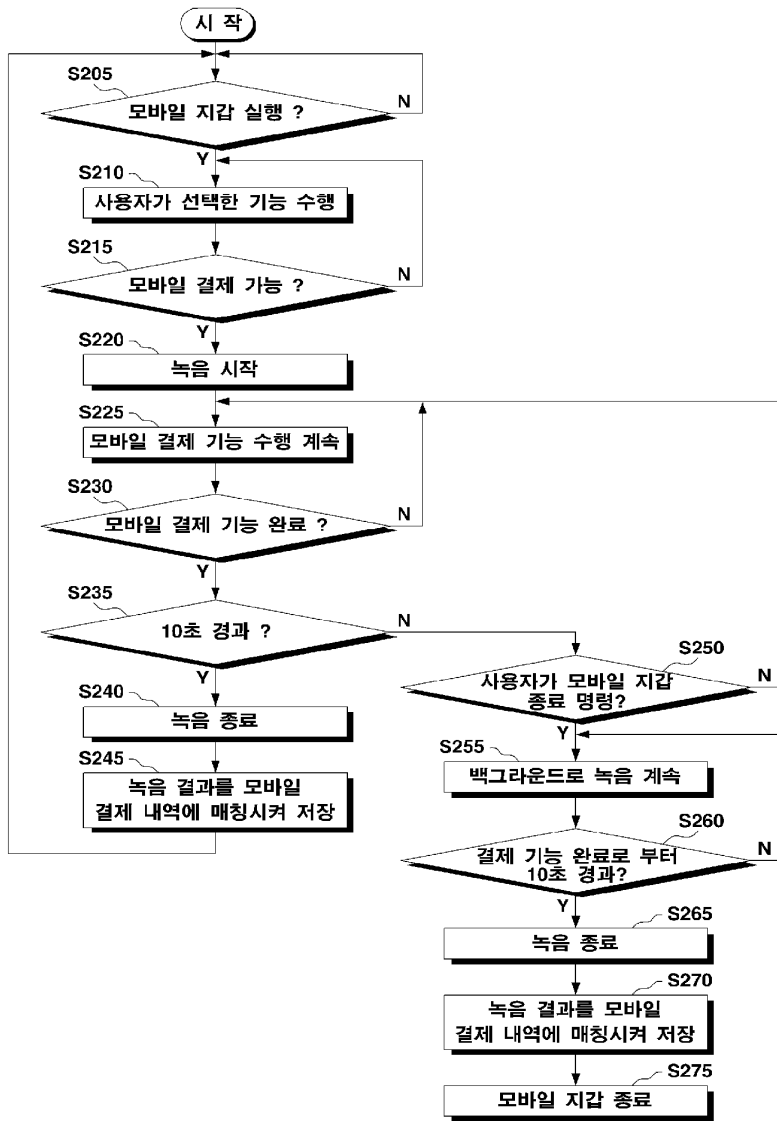 시 작
S205
모바일 지갑 실행 ?
N
Y
S210
사용자가 선택한 기능 수행
S215
모바일 결제 가능 ?
N
Y
S220
녹음 시작
S225
모바일 결제 기능 수행 계속
S230
모바일 결제 기능 완료 ?
N
Y
S235
10초 경과 ?
N
Y
S240
녹음 종료
S245
녹음 결과를 모바일
결제 내역에 매칭시켜 저장
S250
사용자가 모바일 지갑
종료 명령?
N
Y
S255
백그라운드로 녹음 계속
S260
결제 기능 완료로 부터
10초 경과?
N
Y
S265
녹음 종료
S270
녹음 결과를 모바일
결제 내역에 매칭시켜 저장
S275
모바일 지갑 종료